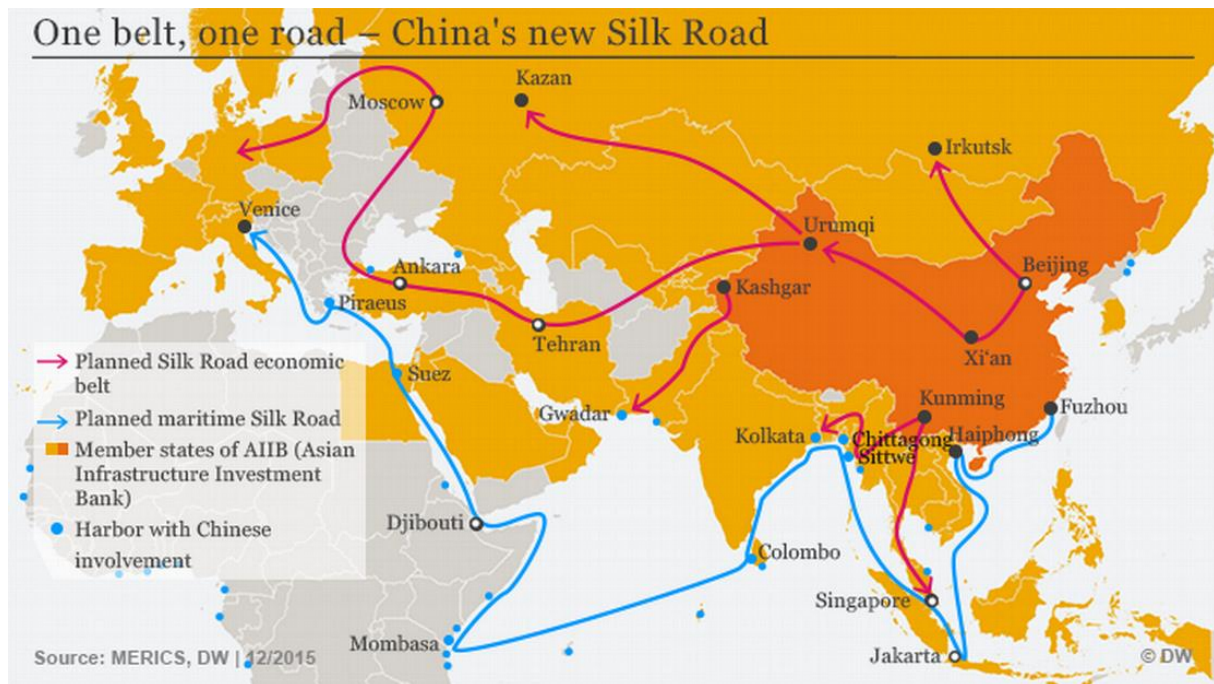 One belt, one road – China's new Silk Road
Kazan
Moscow
Irkutsk
Venice
Urumqi
Ankara
Beijing
Kashgar
Piraeus
Tehran
Xi‘an
Planned Silk Road economic
belt
Suez
Kunming
Fuzhou
Gwadar
Planned maritime Silk Road
Kolkata
Chittagong
Haiphong
Member states of AIIB (Asian
Infrastructure Investment
Bank)
Sittwe
Djibouti
Harbor with Chinese
involvement
Colombo
Singapore
Mombasa
Jakarta
Source: MERICS, DW | 12/2015
© DW